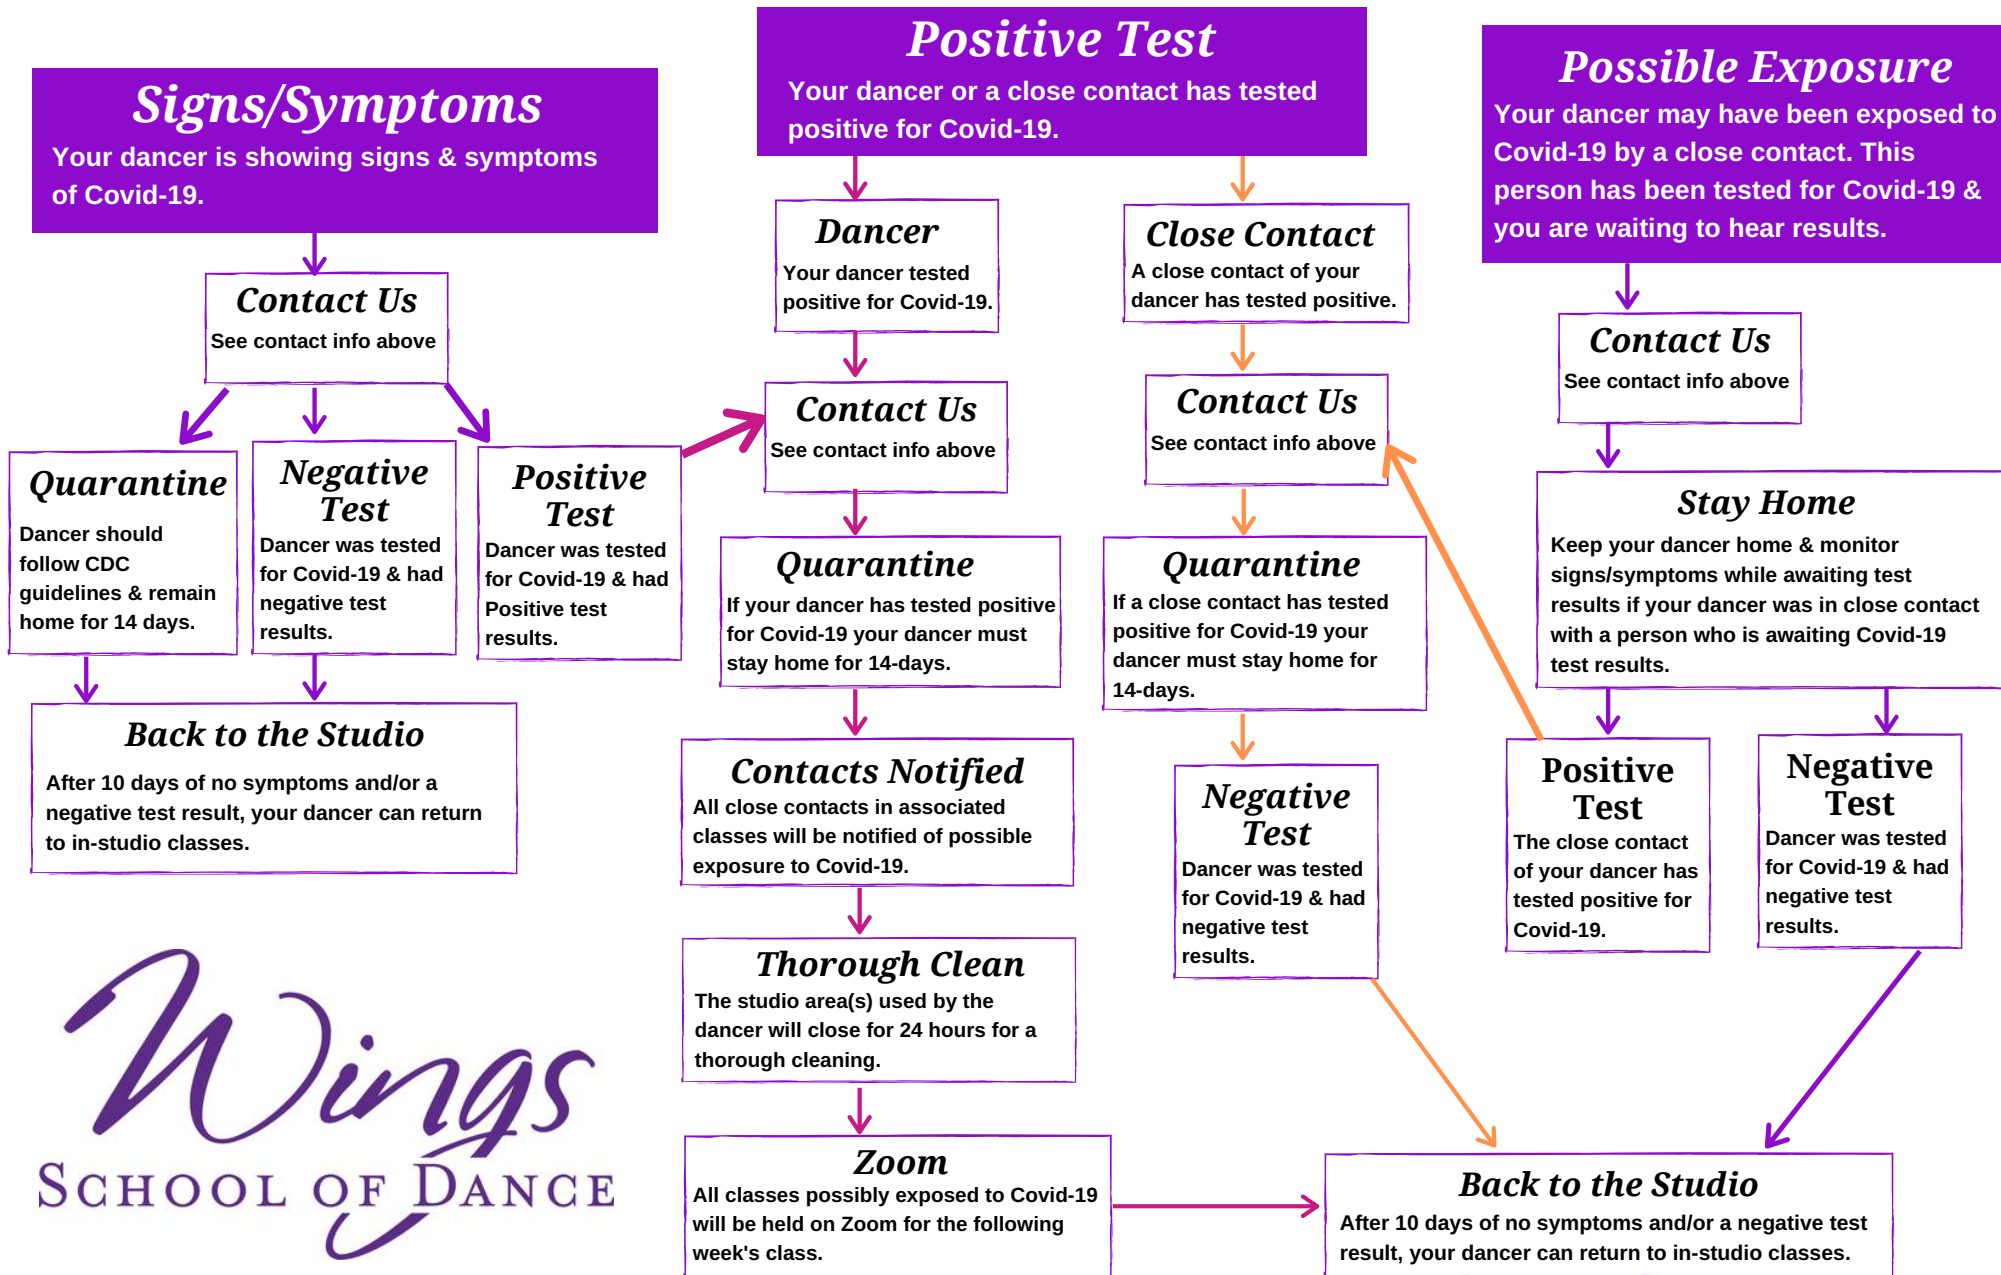 Signs/Symptoms
Your dancer is showing signs & symptoms
of Covid-19.
Contact Us
See contact info above
Quarantine
Dancer should
follow CDC
guidelines & remain
home for 14 days.
Negative
Test
Dancer was tested
for Covid-19 & had
negative test
results.
Positive
Test
Dancer was tested
for Covid-19 & had
Positive test
results.
Back to the Studio
After 10 days of no symptoms and/or a
negative test result, your dancer can return
to in-studio classes.
Positive Test
Your dancer or a close contact has tested
positive for Covid-19.
Dancer
Your dancer tested
positive for Covid-19.
Contact Us
See contact info above
Quarantine
If your dancer has tested positive
for Covid-19 your dancer must
stay home for 14-days.
Contacts Notified
All close contacts in associated
classes will be notified of possible
exposure to Covid-19.
Thorough Clean
The studio area(s) used by the
dancer will close for 24 hours for a
thorough cleaning.
Zoom
All classes possibly exposed to Covid-19
will be held on Zoom for the following
week's class.
Close Contact
A close contact of your
dancer has tested positive.
Contact Us
See contact info above
Quarantine
If a close contact has tested
positive for Covid-19 your
dancer must stay home for
14-days.
Negative
Test
Dancer was tested
for Covid-19 & had
negative test
results.
Possible Exposure
Your dancer may have been exposed to
Covid-19 by a close contact. This
person has been tested for Covid-19 &
you are waiting to hear results.
Contact Us
See contact info above
Stay Home
Keep your dancer home & monitor
signs/symptoms while awaiting test
results if your dancer was in close contact
with a person who is awaiting Covid-19
test results.
Positive
Test
The close contact
of your dancer has
tested positive for
Covid-19.
Negative
Test
Dancer was tested
for Covid-19 & had
negative test
results.
Back to the Studio
After 10 days of no symptoms and/or a negative test
result, your dancer can return to in-studio classes.
Wings
SCHOOL OF DANCE